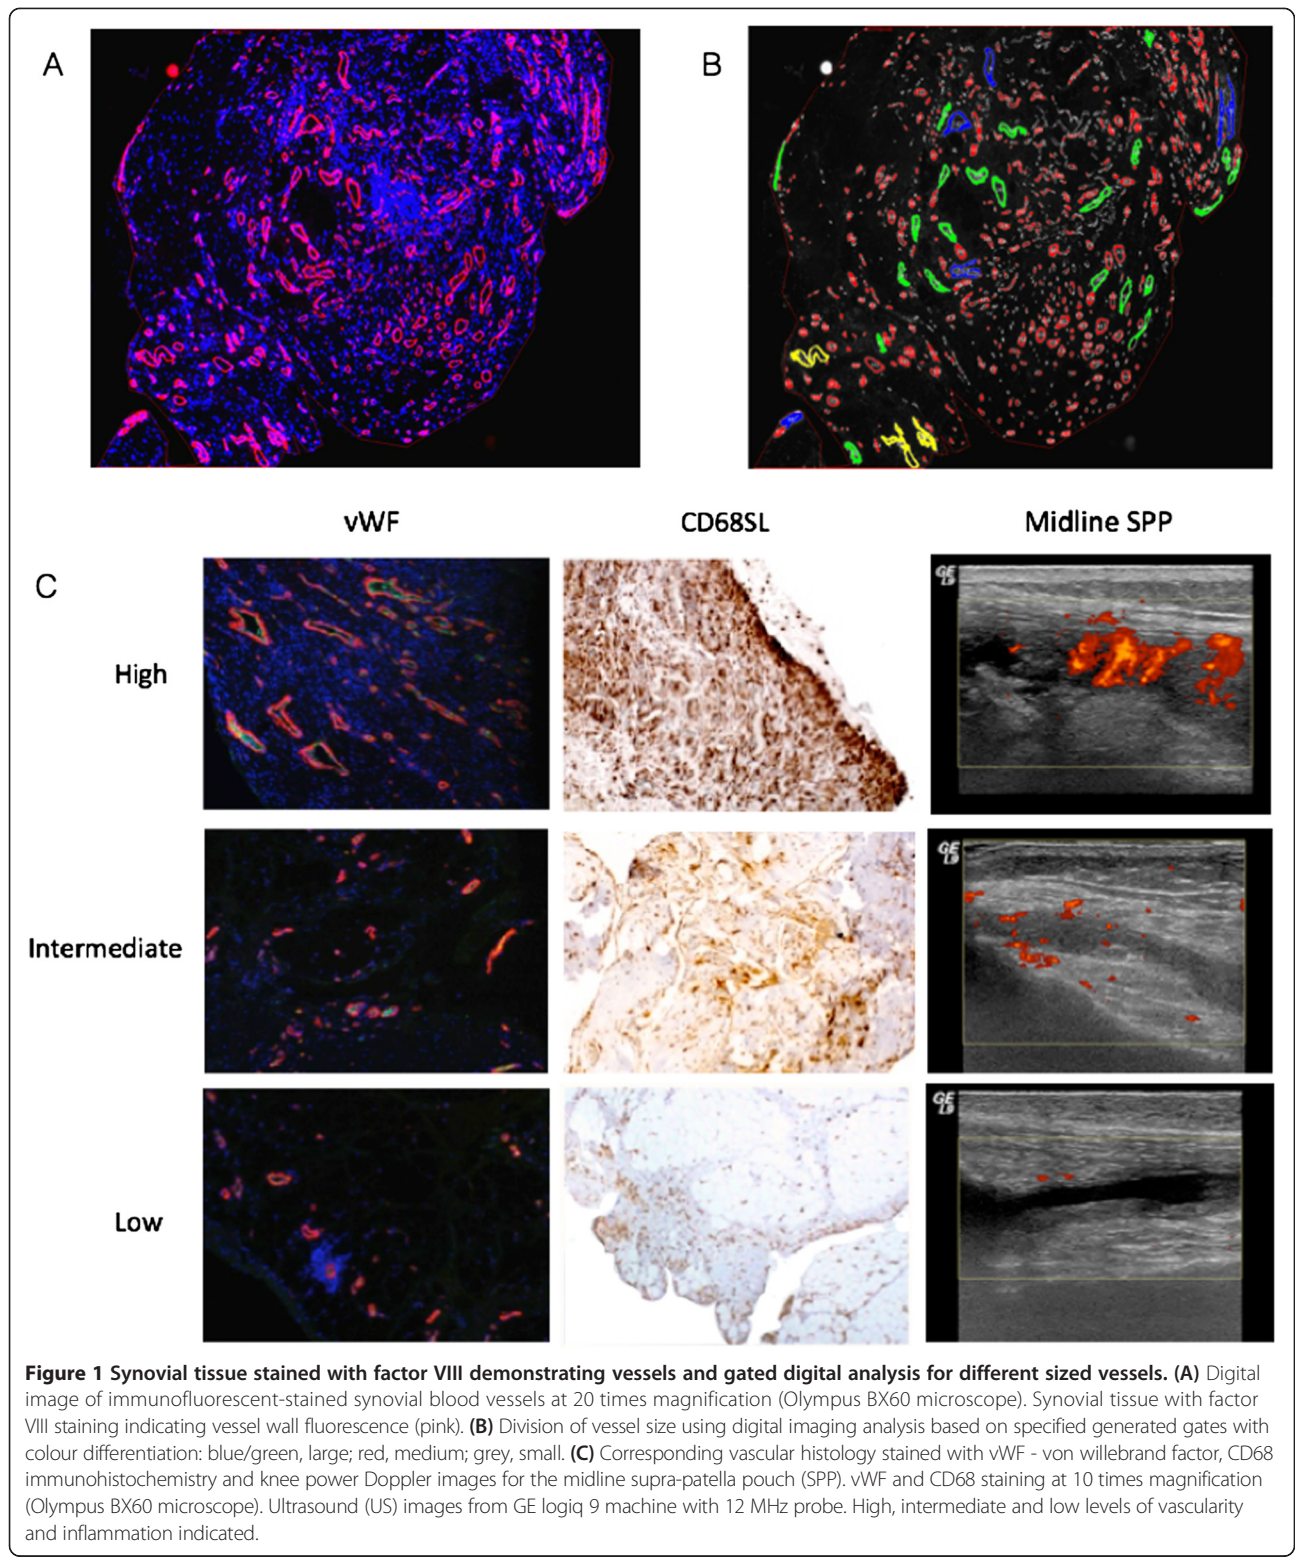 A
B
vWF
CD68SL
Midline SPP
C
High
GE
L9
Intermediate
GE
L9
Low
GE
L9
Figure 1 Synovial tissue stained with factor VIII demonstrating vessels and gated digital analysis for different sized vessels. (A) Digital
image of immunofluorescent-stained synovial blood vessels at 20 times magnification (Olympus BX60 microscope). Synovial tissue with factor
VIII staining indicating vessel wall fluorescence (pink). (B) Division of vessel size using digital imaging analysis based on specified generated gates with
colour differentiation: blue/green, large; red, medium; grey, small. (C) Corresponding vascular histology stained with vWF - von willebrand factor, CD68
immunohistochemistry and knee power Doppler images for the midline supra-patella pouch (SPP). vWF and CD68 staining at 10 times magnification
(Olympus BX60 microscope). Ultrasound (US) images from GE logiq 9 machine with 12 MHz probe. High, intermediate and low levels of vascularity
and inflammation indicated.